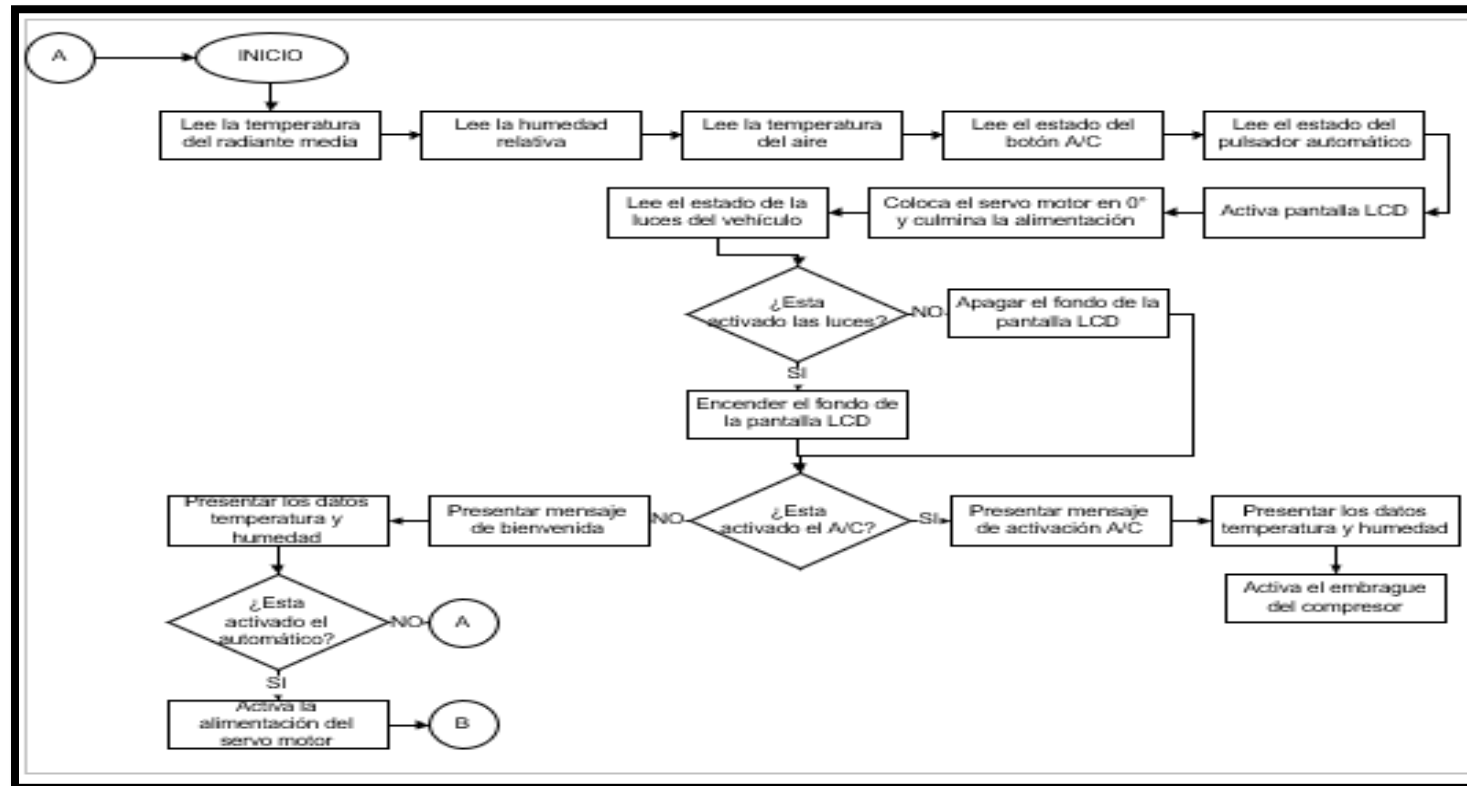 A
INICIO
Lee la temperatura
del radiante media
Lee la humedad
relativa
Lee la temperatura
del aire
Lee el estado del
botón A/C
Lee el estado del
pulsador automático
Lee el estado de la
luces del vehículo
Coloca el servo motor en 0°
y culmina la alimentación
Activa pantalla LCD
¿Esta
activado las luces?
NO
Apagar el fondo de la
pantalla LCD
SI
Encender el fondo de
la pantalla LCD
Presentar los datos
temperatura y
humedad
Presentar mensaje
de bienvenida
NO
¿Esta
activado el A/C?
SI
Presentar mensaje
de activación A/C
Presentar los datos
temperatura y humedad
Activa el embrague
del compresor
¿Esta
activado el
automático?
NO
A
SI
Activa la
alimentación del
servo motor
B